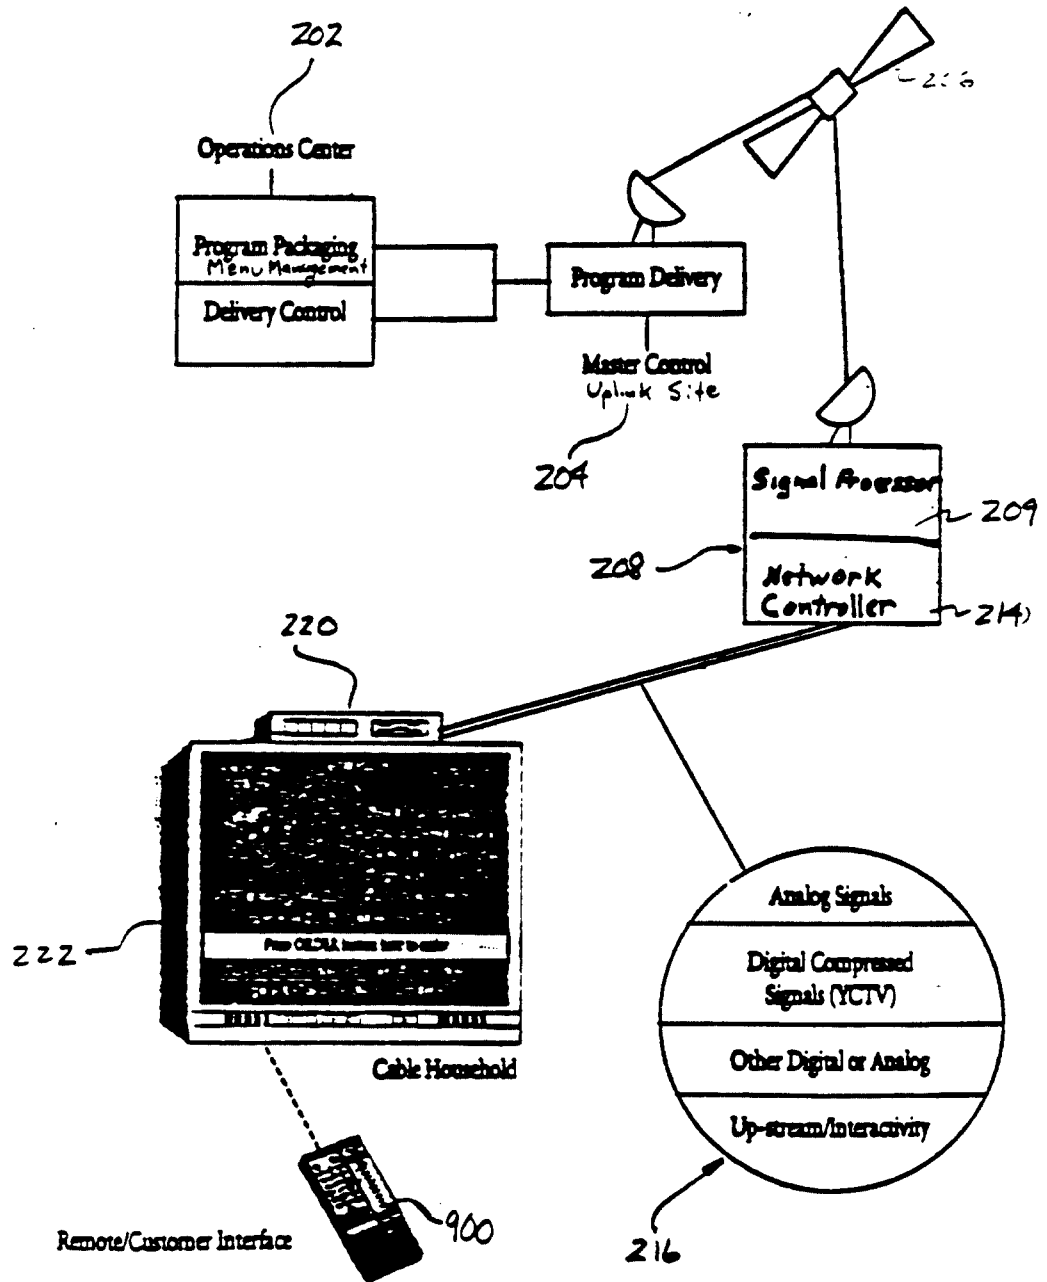 202
Operations Center
Program Packaging
Menu Management
Delivery Control
Program Delivery
Master Control
Uplink Site
204
Signal Processor
209
208
Network
Controller
214
220
222
Cable Household
Analog Signals
Digital Compressed
Signals (YCTV)
Other Digital or Analog
Up-stream/Interactivity
216
900
Remote/Customer Interface